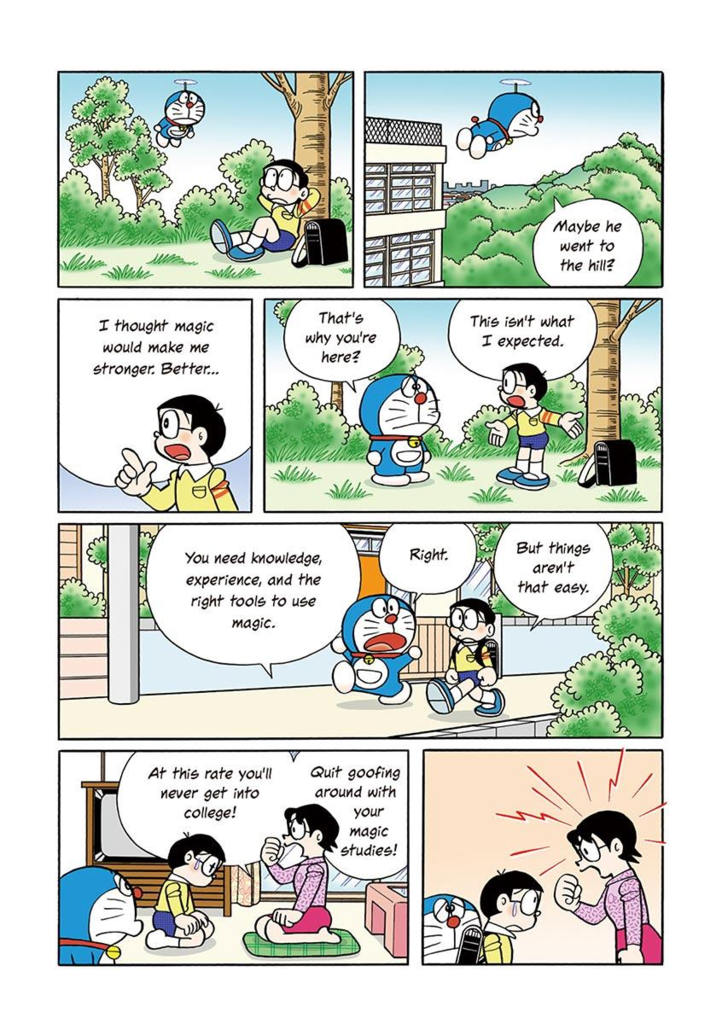 Maybe he
went to
the hill?
I thought magic
would make me
stronger. Better...
That's
why you're
here?
This isn't what
I expected.
You need knowledge,
experience, and the
right tools to use
magic.
Right.
But things
aren't
that easy.
At this rate you'll
never get into
college!
Quit goofing
around with
your
magic
studies!